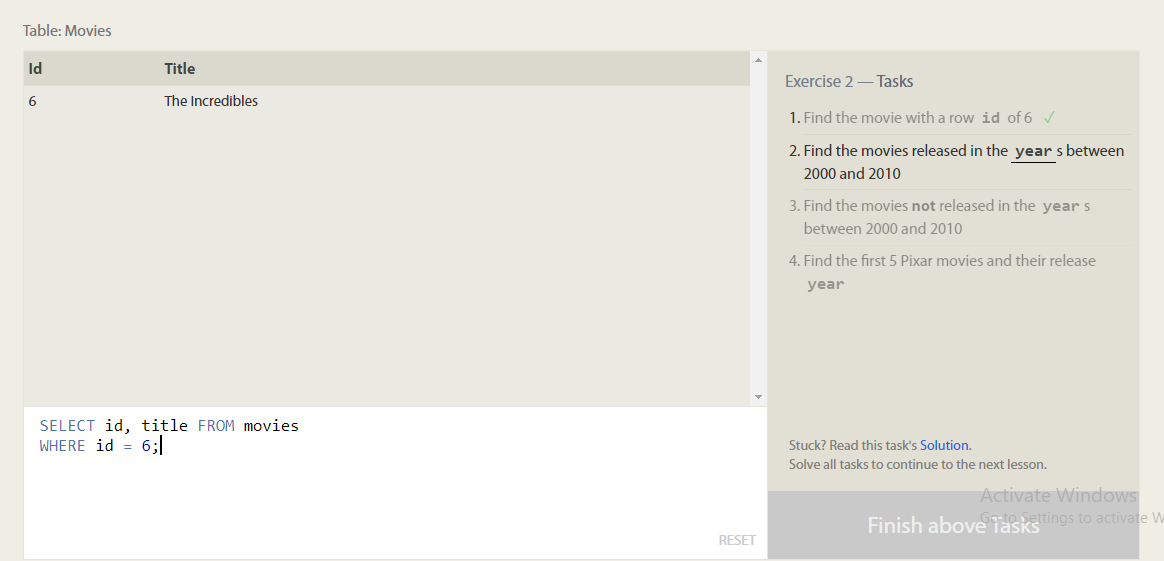 Table: Movies
Id Title
6 The Incredibles
SELECT id, title FROM movies
WHERE id = 6;
RESET
Exercise 2 — Tasks
1. Find the movie with a row id of 6 ✓
2. Find the movies released in the year s between
2000 and 2010
3. Find the movies not released in the year s
between 2000 and 2010
4. Find the first 5 Pixar movies and their release
year
Stuck? Read this task's Solution.
Solve all tasks to continue to the next lesson.
Finish above Tasks
Activate Windows
Go to Settings to activate W